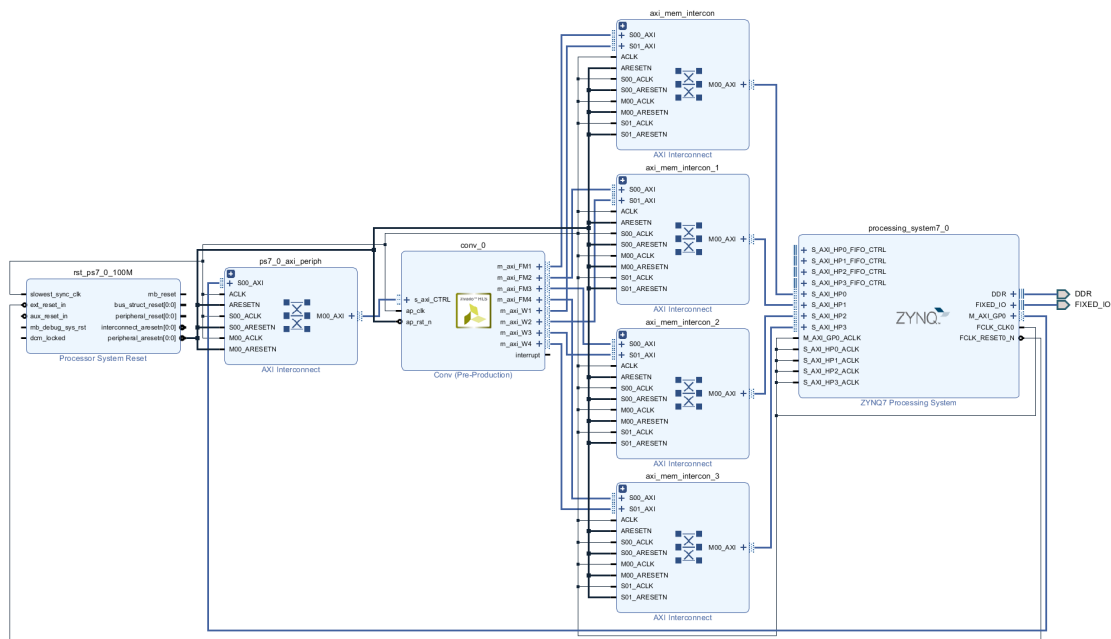 axi_mem_intercon
S00_AXI
S01_AXI
ACLK
ARESETN
S00_ACLK
S00_ARESETN
M00_ACLK
M00_ARESETN
S01_ACLK
S01_ARESETN
M00_AXI
AXI Interconnect
axi_mem_intercon_1
S00_AXI
S01_AXI
ACLK
ARESETN
S00_ACLK
S00_ARESETN
M00_ACLK
M00_ARESETN
S01_ACLK
S01_ARESETN
M00_AXI
AXI Interconnect
rst_ps7_0_100M
slowest_sync_clk
ext_reset_in
aux_reset_in
mb_debug_sys_rst
dcm_locked
mb_reset
bus_struct_reset[0:0]
peripheral_reset[0:0]
interconnect_aresetn[0:0]
peripheral_aresetn[0:0]
Processor System Reset
ps7_0_axi_periph
S00_AXI
ACLK
ARESETN
S00_ACLK
S00_ARESETN
M00_ACLK
M00_ARESETN
M00_AXI
AXI Interconnect
conv_0
s_axi_CTRL
ap_clk
ap_rst_n
HLS
m_axi_FM1
m_axi_FM2
m_axi_FM3
m_axi_FM4
m_axi_W1
m_axi_W2
m_axi_W3
m_axi_W4
interrupt
Conv (Pre-Production)
axi_mem_intercon_2
S00_AXI
S01_AXI
ACLK
ARESETN
S00_ACLK
S00_ARESETN
M00_ACLK
M00_ARESETN
S01_ACLK
S01_ARESETN
M00_AXI
AXI Interconnect
axi_mem_intercon_3
S00_AXI
S01_AXI
ACLK
ARESETN
S00_ACLK
S00_ARESETN
M00_ACLK
M00_ARESETN
S01_ACLK
S01_ARESETN
M00_AXI
AXI Interconnect
processing_system7_0
S_AXI_HP0_FIFO_CTRL
S_AXI_HP1_FIFO_CTRL
S_AXI_HP2_FIFO_CTRL
S_AXI_HP3_FIFO_CTRL
S_AXI_HP0
S_AXI_HP1
S_AXI_HP2
S_AXI_HP3
M_AXI_GP0_ACLK
S_AXI_HP0_ACLK
S_AXI_HP1_ACLK
S_AXI_HP2_ACLK
S_AXI_HP3_ACLK
ZYNQ
DDR
FIXED_IO
M_AXI_GP0
FCLK_CLK0
FCLK_RESET0_N
ZYNQ7 Processing System
DDR
FIXED_IO